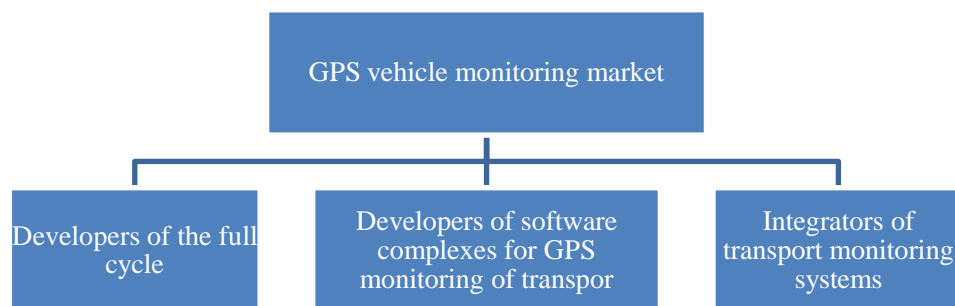 GPS vehicle monitoring market
Developers of the full
cycle
Developers of software
complexes for GPS
monitoring of transpor
Integrators of
transport monitoring
systems